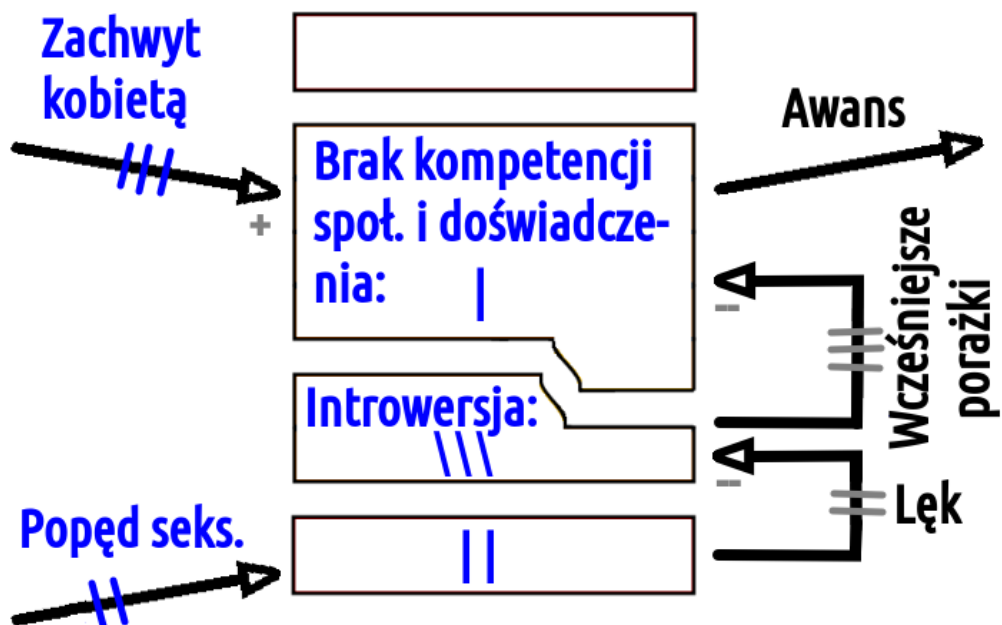 Zachwyt
kobietą
+
Brak kompetencji
społ. i doświadcze-
nia: |
Awans
--
Wcześniejsze
porażki
Introwersja:
\\\
--
Lęk
Popęd seks.
||